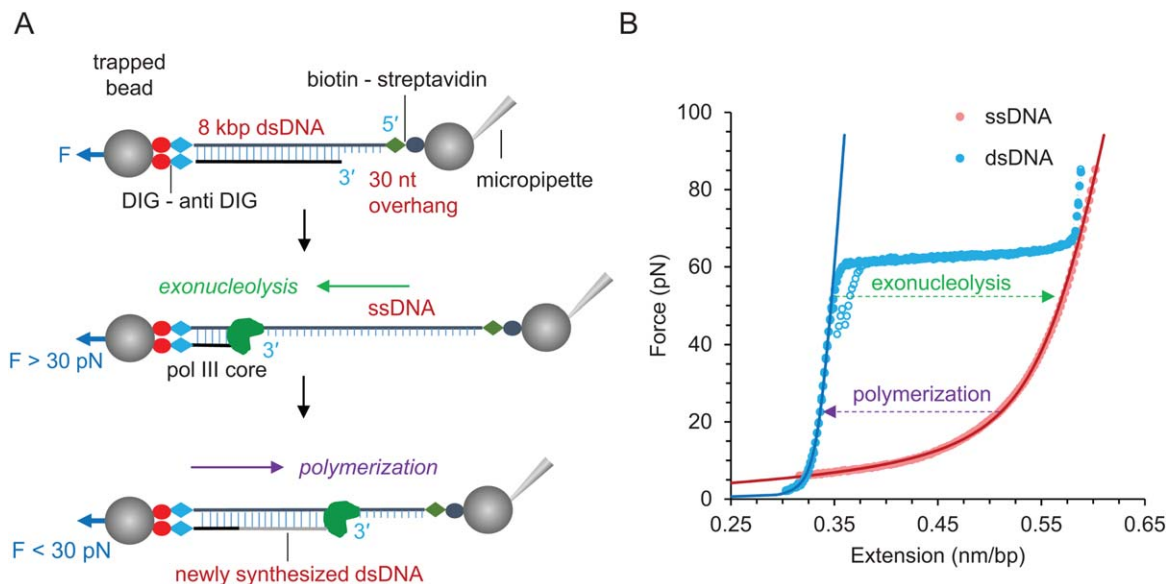 A
trapped
bead
biotin - streptavidin
8 kbp dsDNA
5′
F
3′
30 nt
overhang
micropipette
DIG - anti DIG
exonucleolysis
ssDNA
3′
F > 30 pN
pol III core
polymerization
3′
F < 30 pN
newly synthesized dsDNA
B
100
80
60
40
20
0
Force (pN)
ssDNA
dsDNA
exonucleolysis
polymerization
0.25
0.35
0.45
0.55
0.65
Extension (nm/bp)